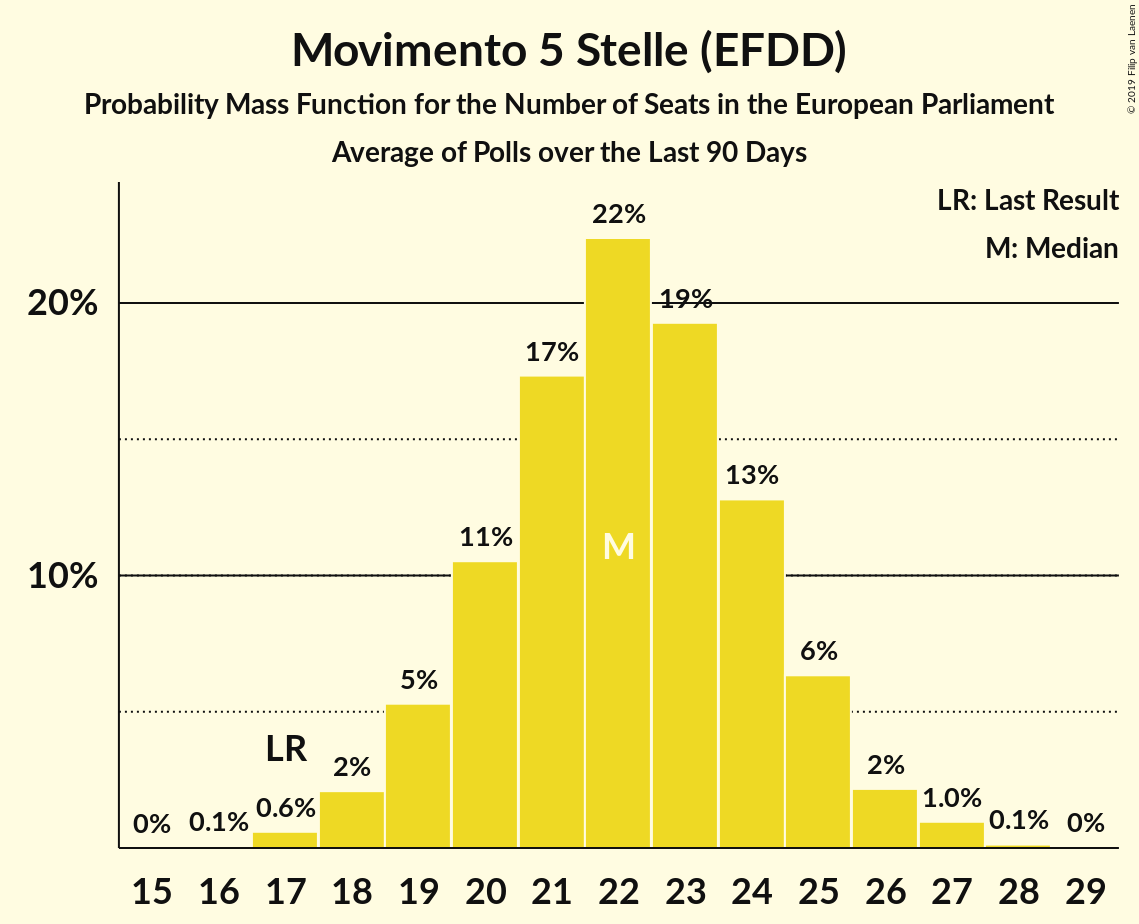 Movimento 5 Stelle (EFDD)
Probability Mass Function for the Number of Seats in the European Parliament
Average of Polls over the Last 90 Days
© 2019 Filip van Laenen
LR: Last Result
M: Median
22%
20%
19%
17%
13%
11%
M
10%
6%
5%
LR
2%
2%
0.6%
1.0%
0%
0.1%
0.1%
0%
15 16 17 18 19 20 21 22 23 24 25 26 27 28 29